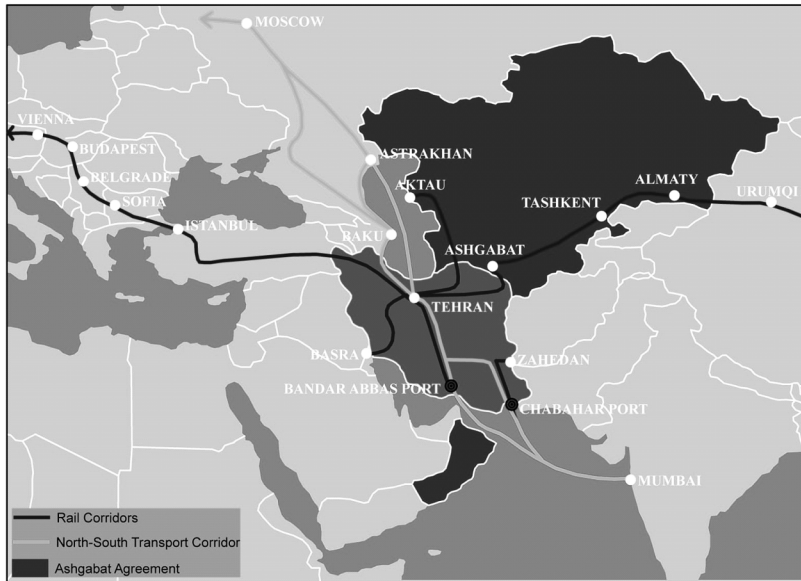 MOSCOW
VIENNA
BUDAPEST
BELGRADE
SOFIA
ISTANBUL
ASTRAKHAN
AKTAU
BAKU
ASHGABAT
TASHKENT
ALMATY
URUMQI
TEHRAN
BASRA
ZAHEDAN
BANDAR ABBAS PORT
CHABAHAR PORT
MUMBAI
Rail Corridors
North-South Transport Corridor
Ashgabat Agreement